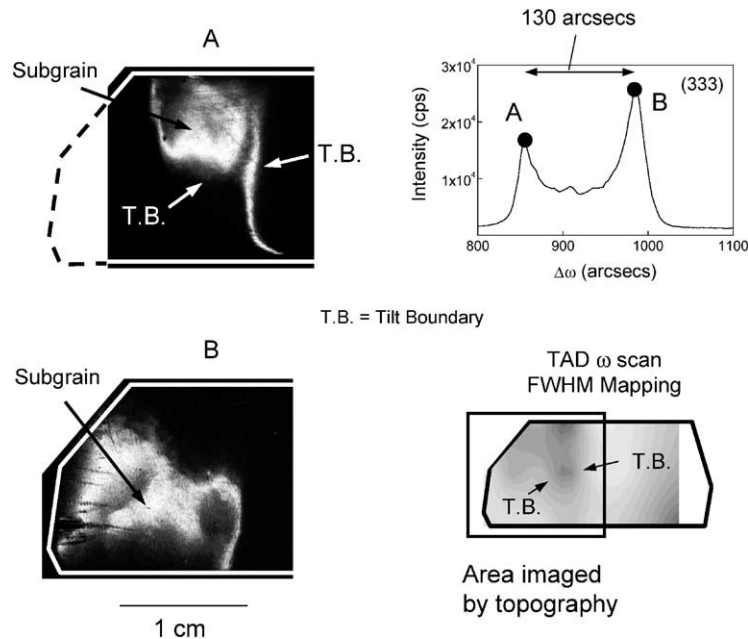 A
Subgrain
T.B.
T.B.
130 arcsecs
3x10⁴
2x10⁴
1x10⁴
Intensity (cps)
A
B
(333)
800 900 1000 1100
Δω (arcsecs)
T.B. = Tilt Boundary
B
Subgrain
1 cm
TAD ω scan
FWHM Mapping
T.B.
T.B.
Area imaged
by topography